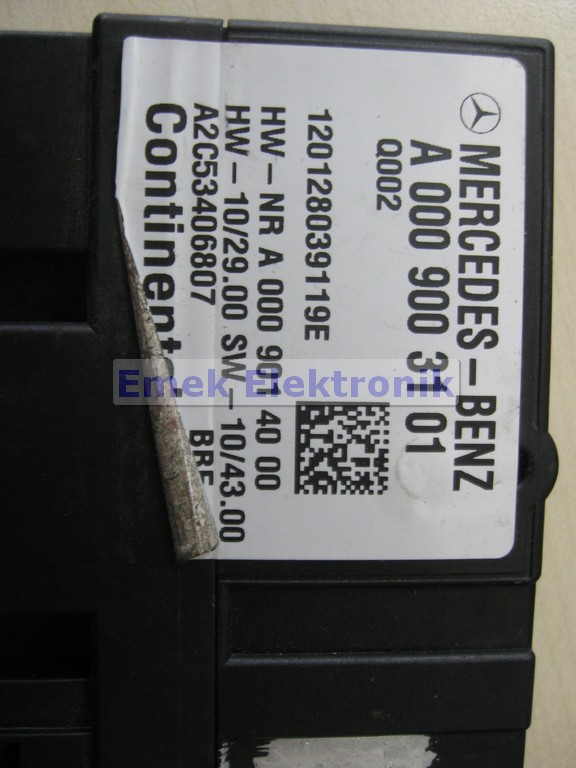 MERCEDES-BENZ
A 000 900 31 01
Q002
120128039119E
HW-NR A 000 901 40 00
HW-10/29.00 SW-10/43.00
A2C53406807
Continental
Emek Elektronik